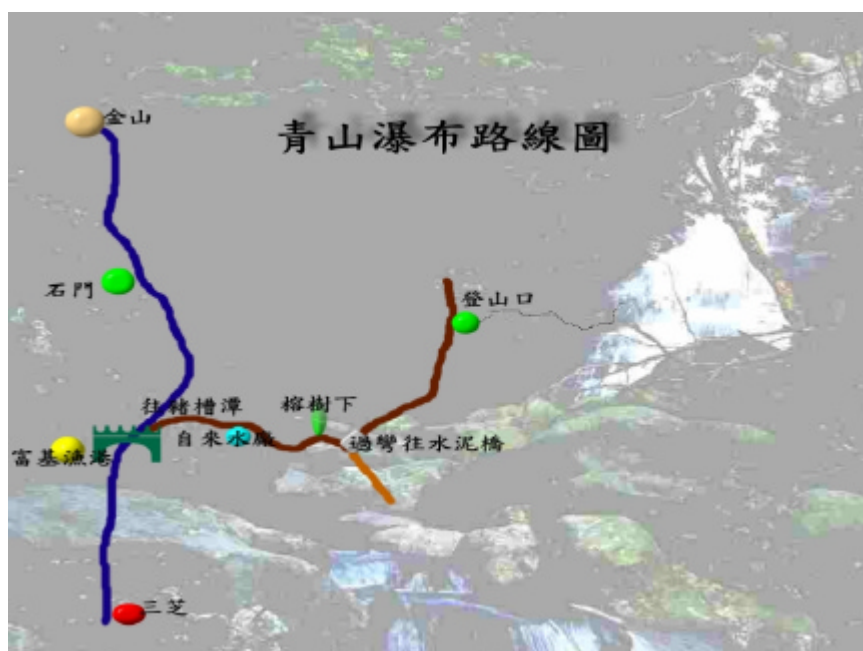 青山瀑布路線圖
金山
石門
登山口
往豬槽潭
榕樹下
自來水廠
過彎往水泥橋
富基漁港
三芝